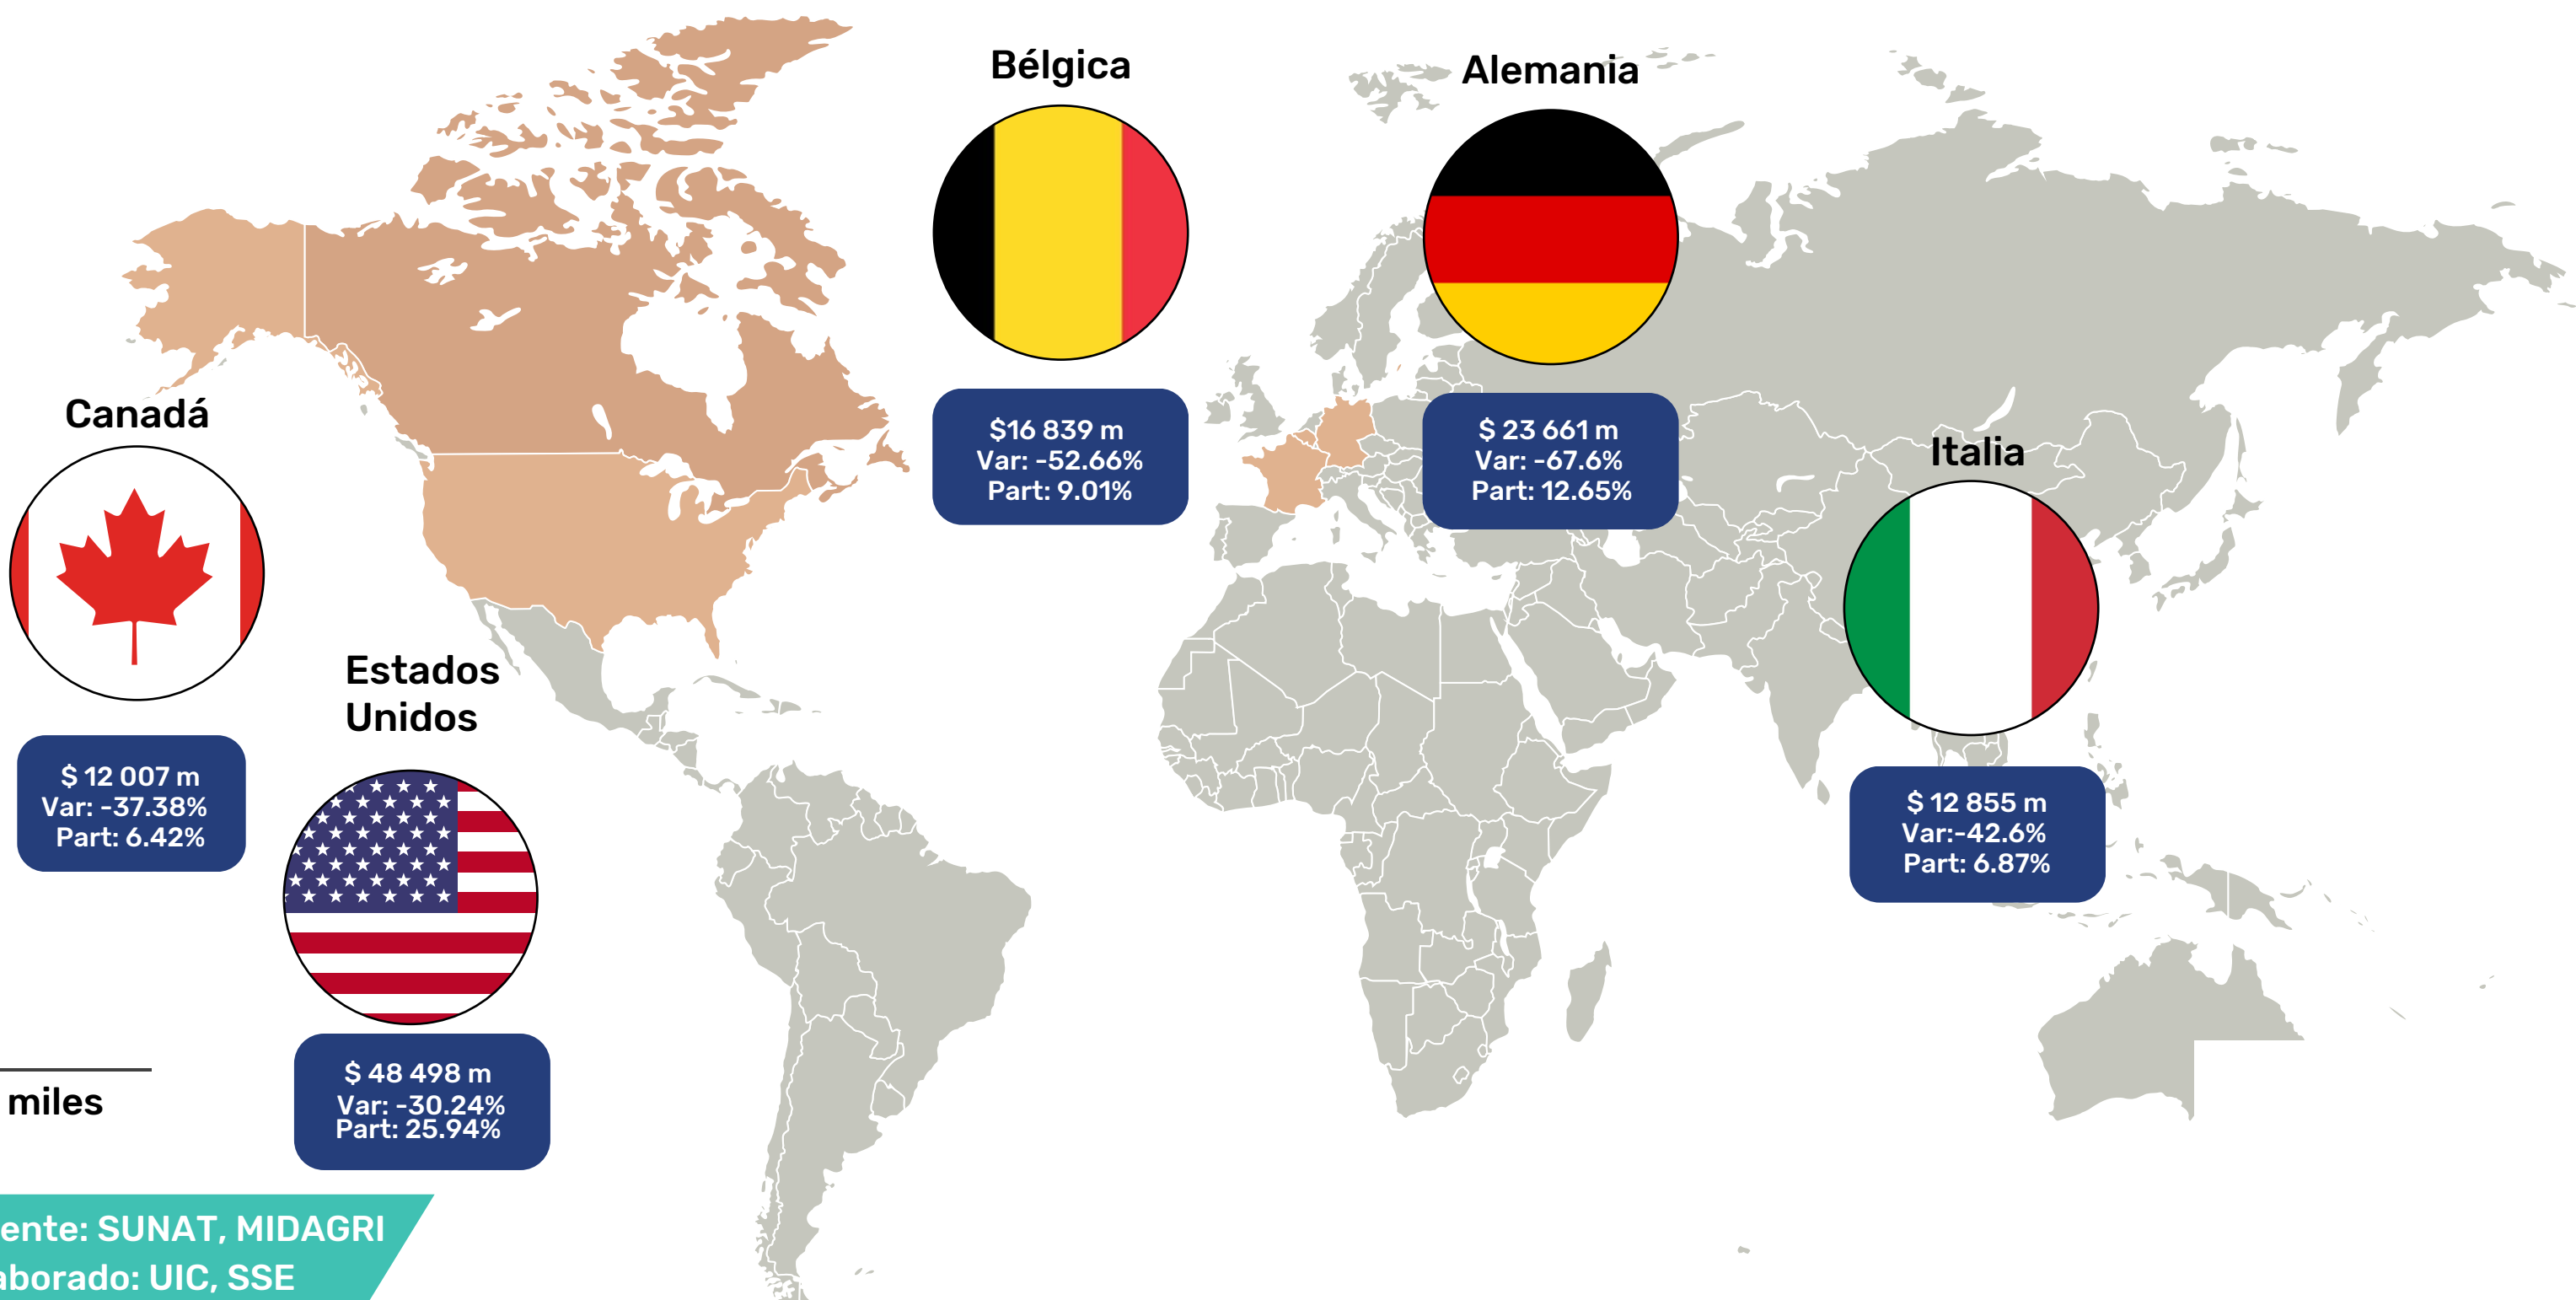 Bélgica
$16 839 m
Var: -52.66%
Part: 9.01%
Alemania
$ 23 661 m
Var: -67.6%
Part: 12.65%
Canadá
$ 12 007 m
Var: -37.38%
Part: 6.42%
Italia
$ 12 855 m
Var:-42.6%
Part: 6.87%
Estados
Unidos
$ 48 498 m
Var: -30.24%
Part: 25.94%
miles
ente: SUNAT, MIDAGRI
aborado: UIC, SSE